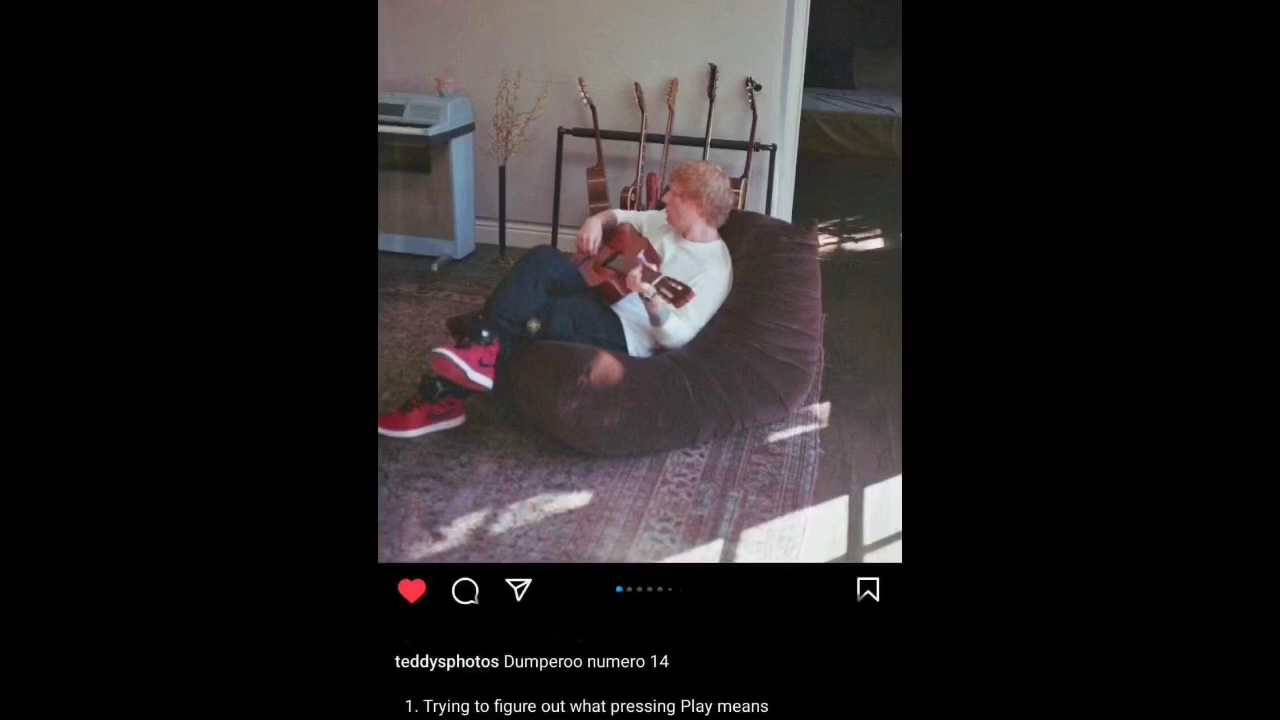 teddysphotos Dumperoo numero 14
1. Trying to figure out what pressing Play means